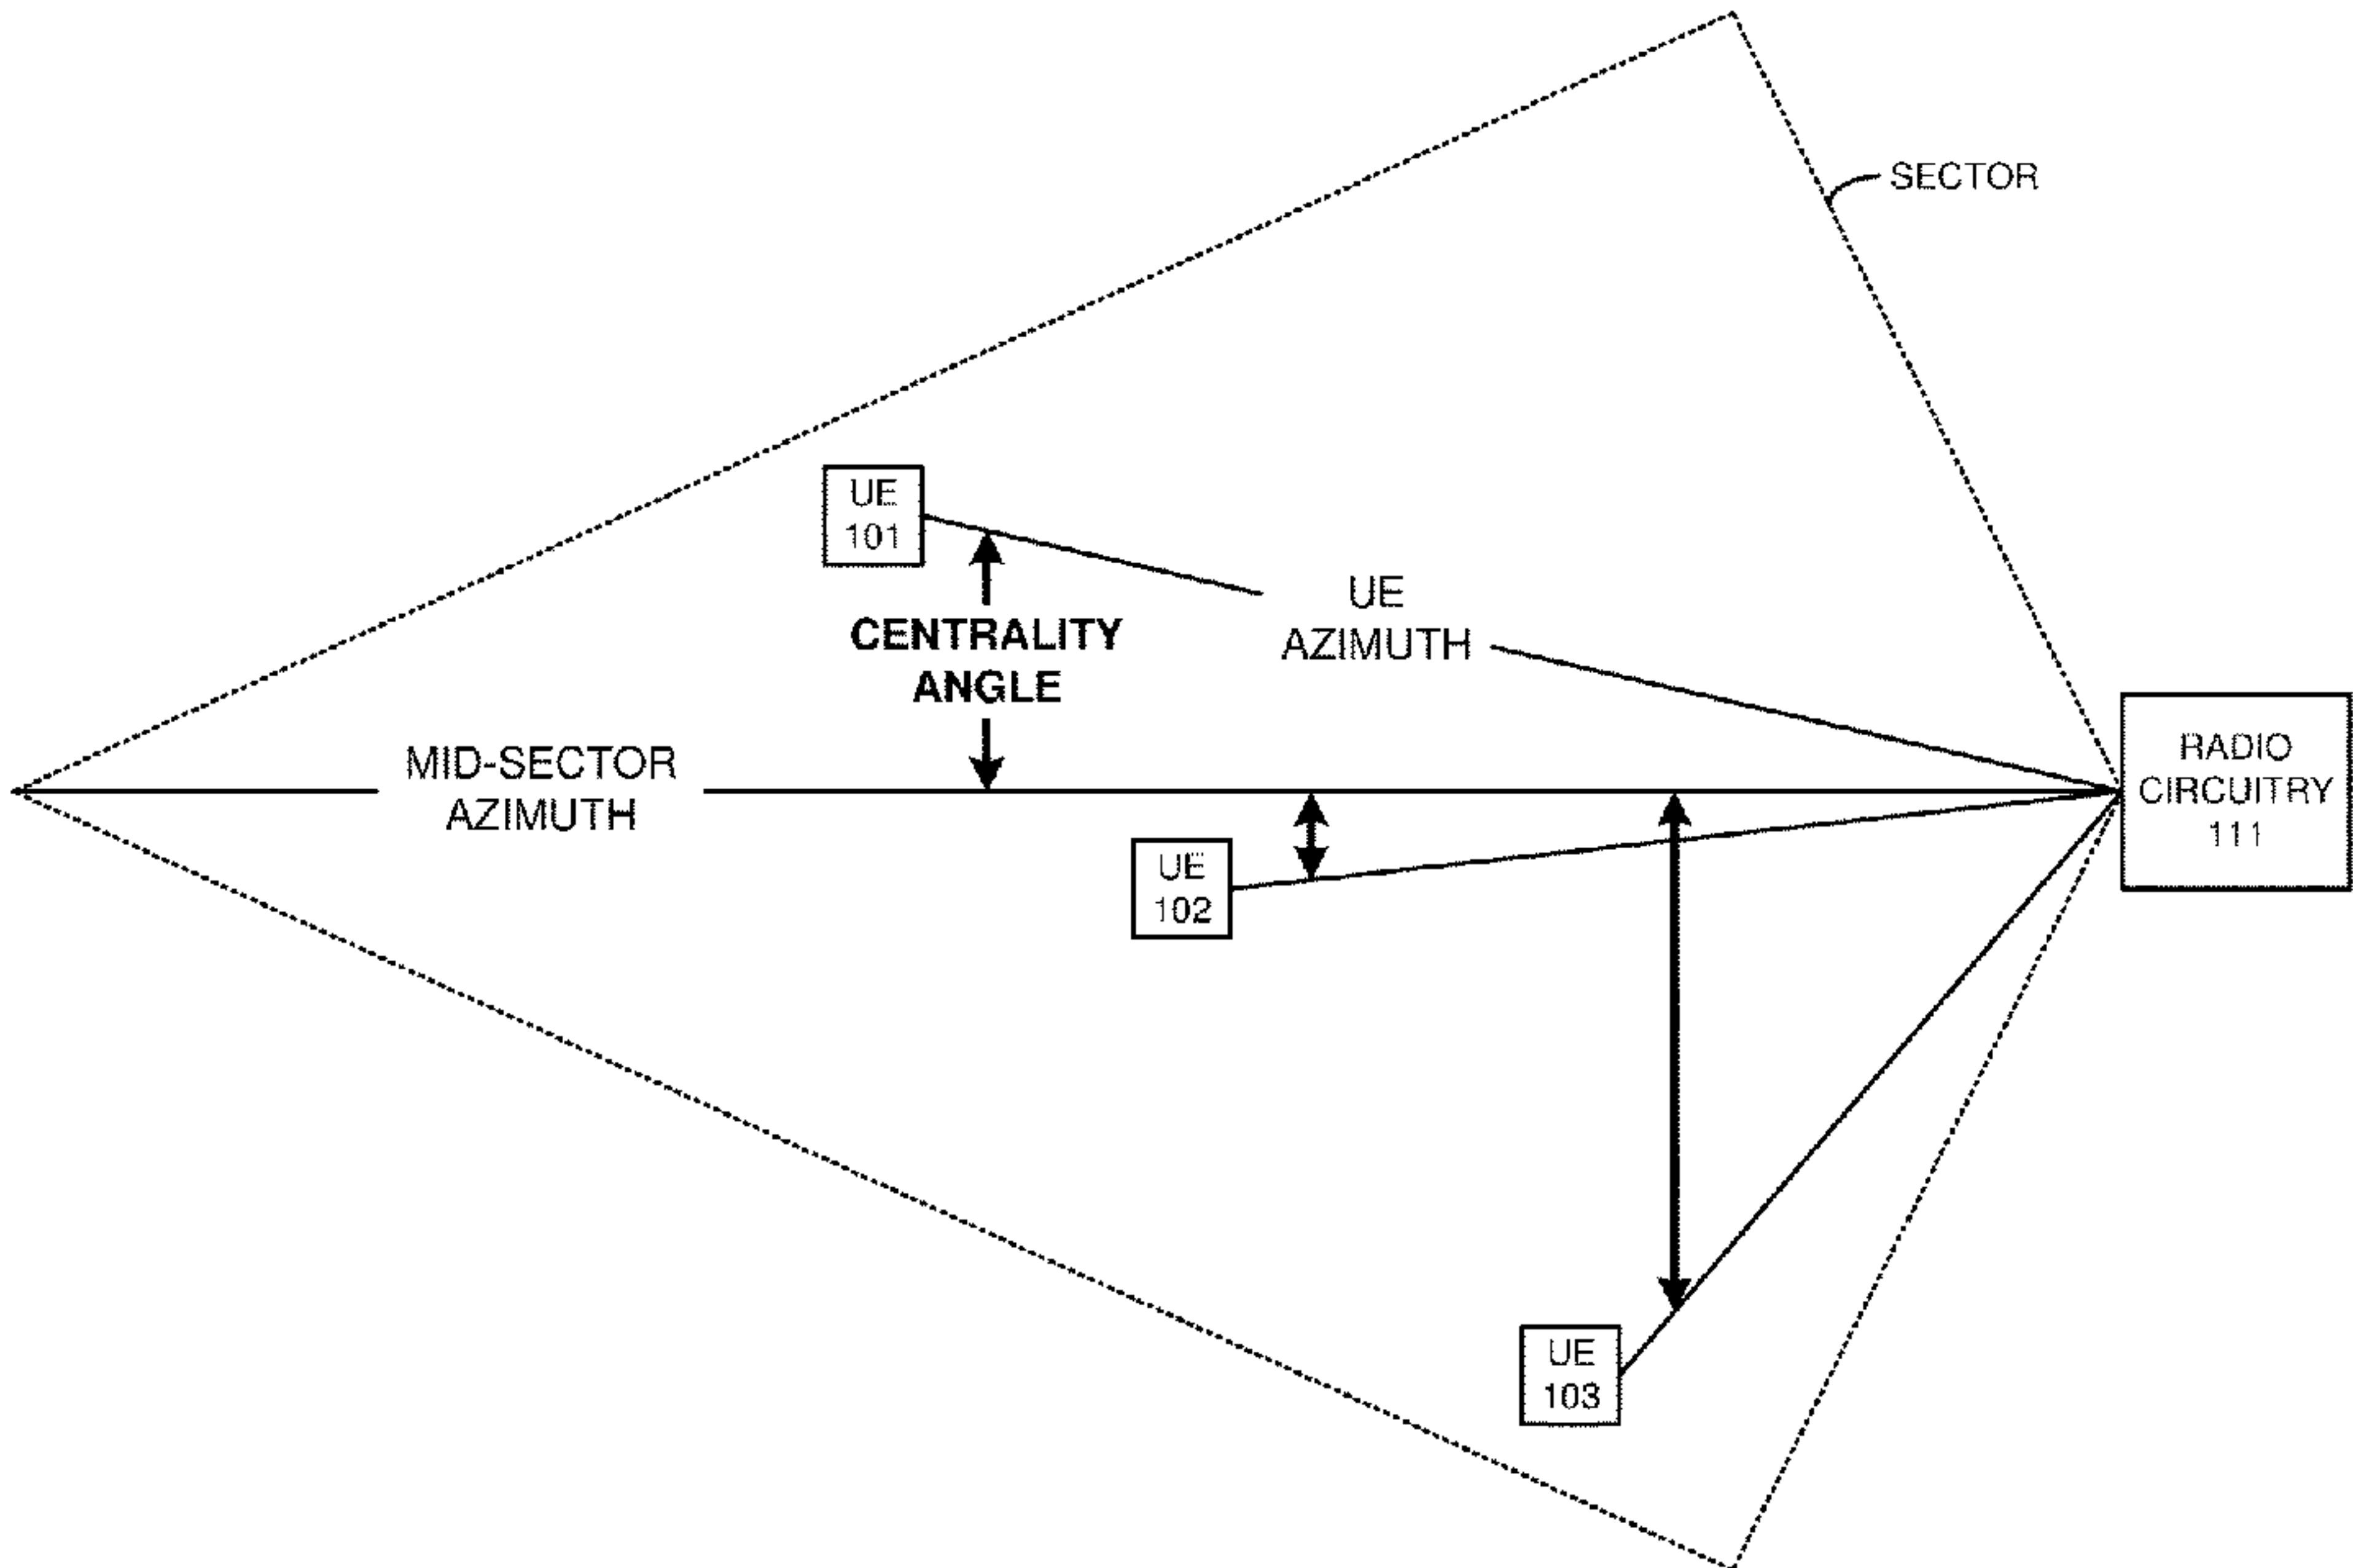 SECTOR
UE
101
UE
AZIMUTH
CENTRALITY
ANGLE
MID-SECTOR
AZIMUTH
RADIO
CIRCUITRY
111
UE
102
UE
103